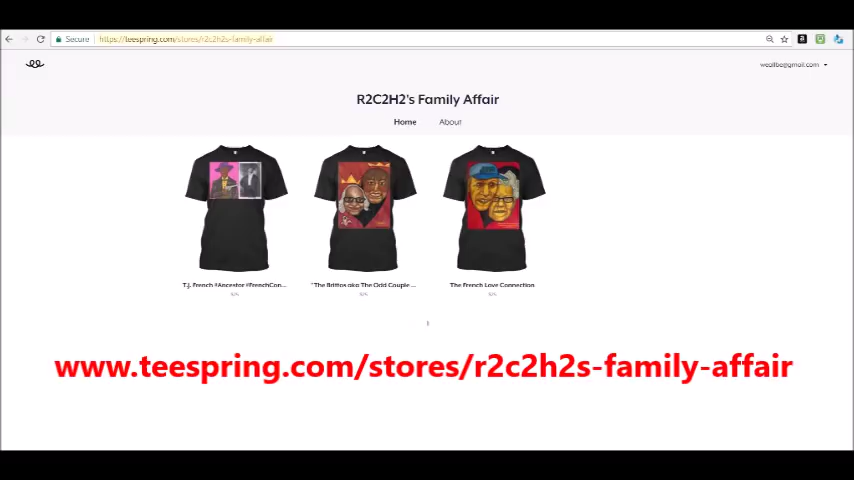 Secure
https://teespring.com/stores/r2c2h2s-family-affair
R2C2H2's Family Affair
Home
About
T.J. French #Ancestor #FrenchCon...
"The Brittos aka The Odd Couple ...
The French Love Connection
1
www.teespring.com/stores/r2c2h2s-family-affair